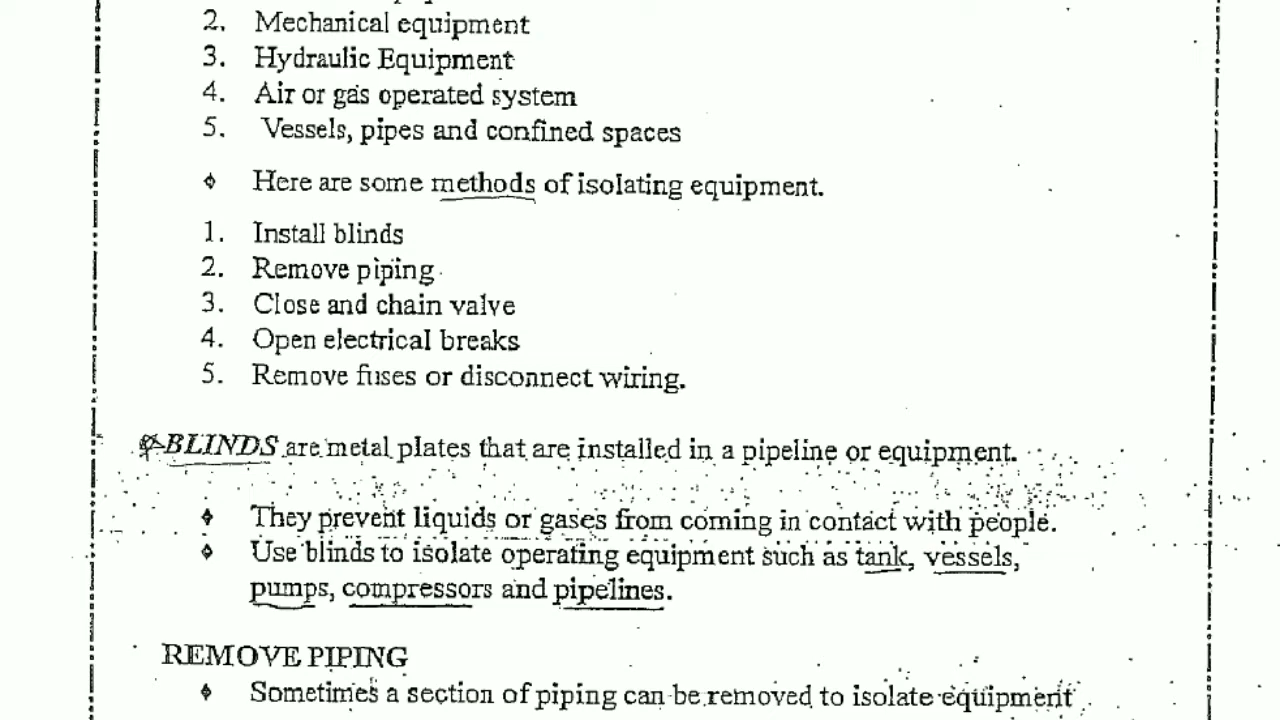 2. Mechanical equipment
3. Hydraulic Equipment
4. Air or gas operated system
5. Vessels, pipes and confined spaces
◊ Here are some methods of isolating equipment.
1. Install blinds
2. Remove piping
3. Close and chain valve
4. Open electrical breaks
5. Remove fuses or disconnect wiring.
BLINDS are metal plates that are installed in a pipeline or equipment.
◊ They prevent liquids or gases from coming in contact with people.
◊ Use blinds to isolate operating equipment such as tank, vessels,
pumps, compressors and pipelines.
REMOVE PIPING
◊ Sometimes a section of piping can be removed to isolate equipment